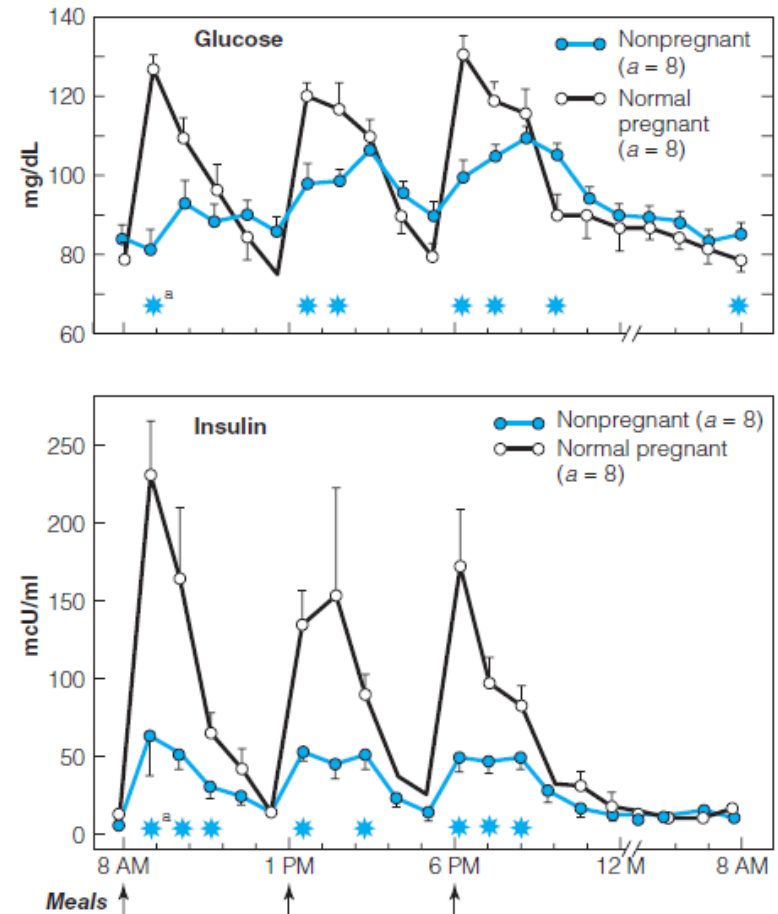 140
Glucose
Nonpregnant
(a = 8)
120
Normal
pregnant
(a = 8)
mg/dL
100
80
a
60
Insulin
Nonpregnant (a = 8)
Normal pregnant
(a = 8)
250
200
mcU/ml
150
100
50
a
0
8 AM 1 PM 6 PM 12 M 8 AM
Meals